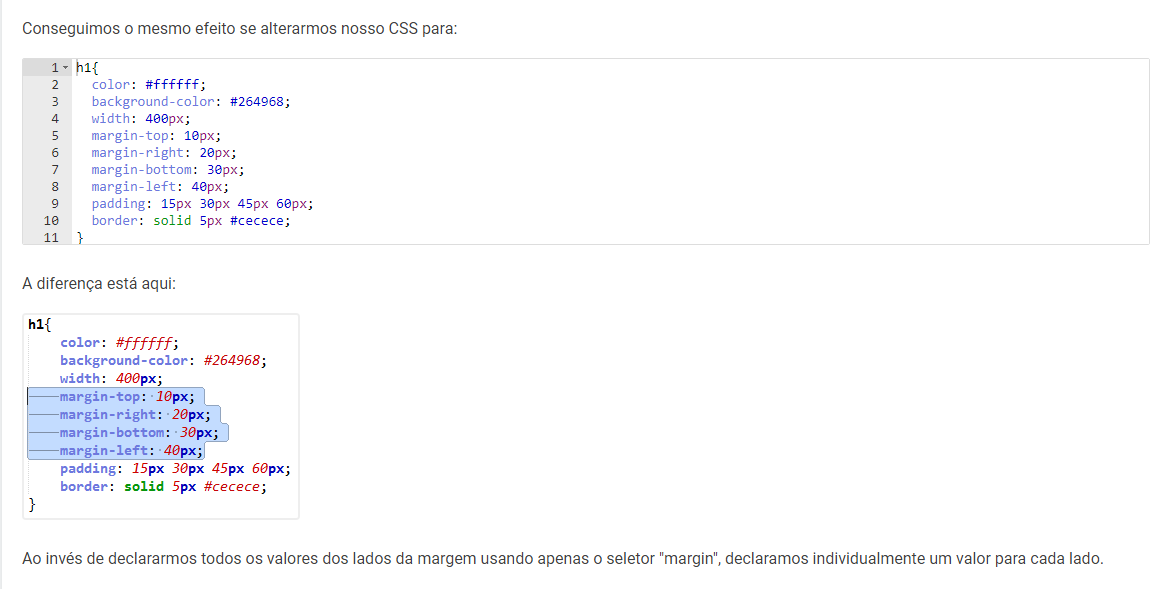 Conseguimos o mesmo efeito se alterarmos nosso CSS para:
1 h1{
2 color: #ffffff;
3 background-color: #264968;
4 width: 400px;
5 margin-top: 10px;
6 margin-right: 20px;
7 margin-bottom: 30px;
8 margin-left: 40px;
9 padding: 15px 30px 45px 60px;
10 border: solid 5px #cecece;
11 }
A diferença está aqui:
h1{
color: #ffffff;
background-color: #264968;
width: 400px;
margin-top: 10px;
margin-right: 20px;
margin-bottom: 30px;
margin-left: 40px;
padding: 15px 30px 45px 60px;
border: solid 5px #cecece;
}
Ao invés de declararmos todos os valores dos lados da margem usando apenas o seletor "margin", declaramos individualmente um valor para cada lado.